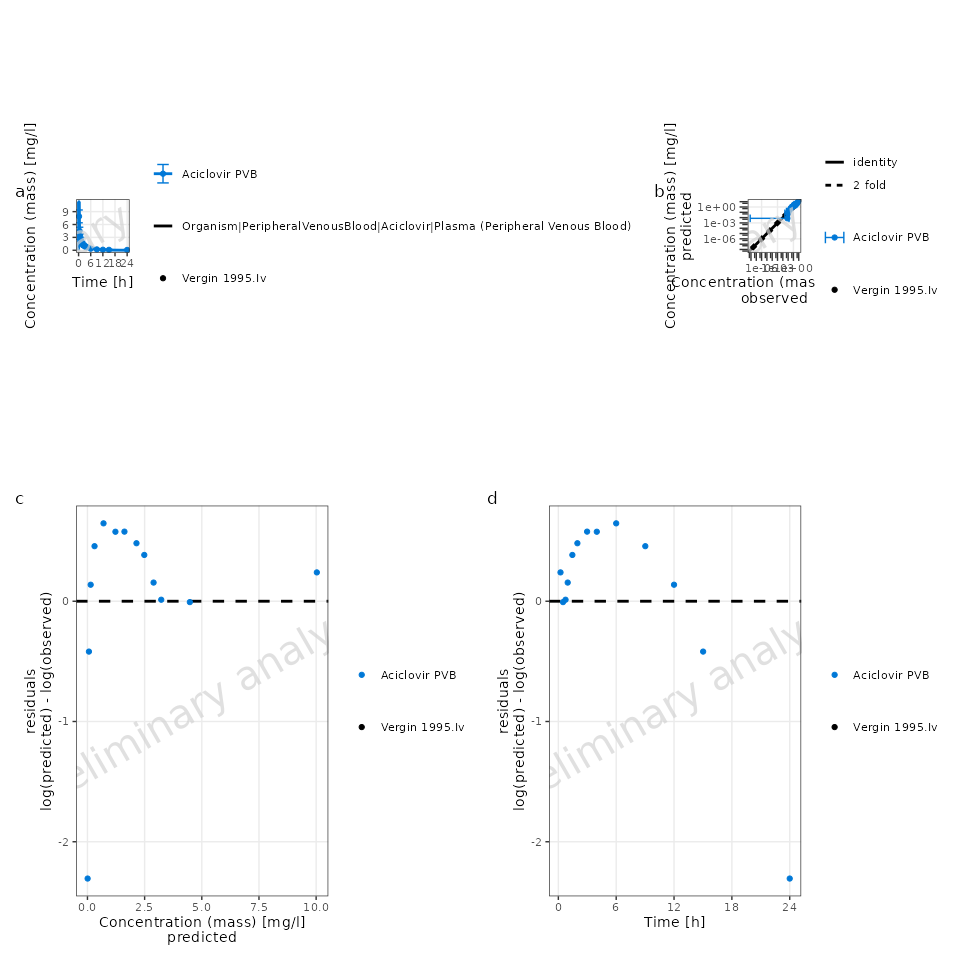 a
Concentration (mass) [mg/l]
9
6
3
0
0 6 12 18 24
Time [h]
Aciclovir PVB
Organism|PeripheralVenousBlood|Aciclovir|Plasma (Peripheral Venous Blood)
Vergin 1995.Iv
b
Concentration (mass) [mg/l]
predicted
1e+00
1e-03
1e-06
Concentration (mas
observed
identity
2 fold
Aciclovir PVB
Vergin 1995.Iv
c
residuals
log(predicted) - log(observed)
0
-1
-2
eliminary analy
0.0 2.5 5.0 7.5 10.0
Concentration (mass) [mg/l]
predicted
Aciclovir PVB
Vergin 1995.Iv
d
residuals
log(predicted) - log(observed)
0
-1
-2
eliminary analy
0 6 12 18 24
Time [h]
Aciclovir PVB
Vergin 1995.Iv